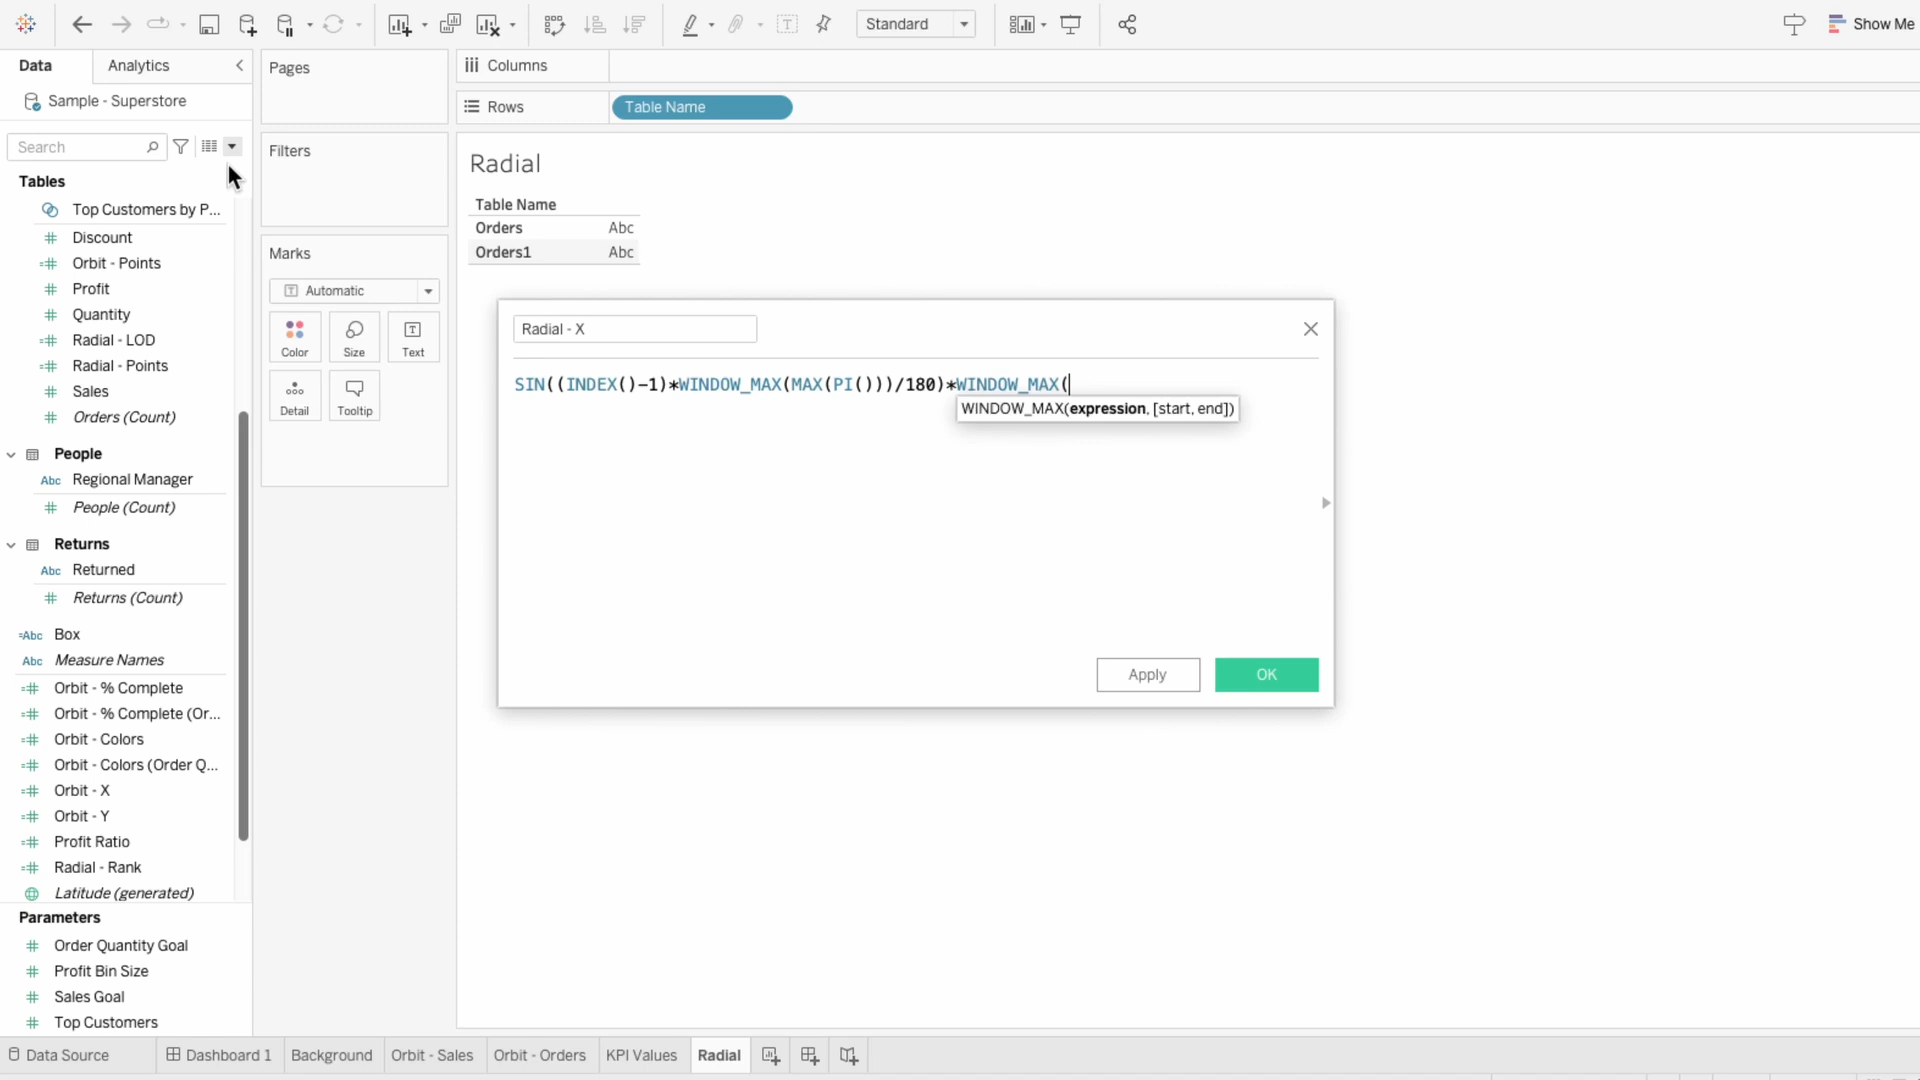 Standard
Show Me
Data
Analytics
Sample - Superstore
Search
Tables
Top Customers by P...
Discount
Orbit - Points
Profit
Quantity
Radial - LOD
Radial - Points
Sales
Orders (Count)
People
Abc Regional Manager
People (Count)
Returns
Abc Returned
Returns (Count)
=Abc Box
Abc Measure Names
Orbit - % Complete
Orbit - % Complete (Or...
Orbit - Colors
Orbit - Colors (Order Q...
Orbit - X
Orbit - Y
Profit Ratio
Radial - Rank
Latitude (generated)
Parameters
Order Quantity Goal
Profit Bin Size
Sales Goal
Top Customers
Pages
Filters
Marks
Automatic
Color
Size
Text
Detail
Tooltip
Columns
Rows
Table Name
Radial
Table Name
Orders Abc
Orders1 Abc
Radial - X
SIN((INDEX()-1)*WINDOW_MAX(MAX(PI()))/180)*WINDOW_MAX(
WINDOW_MAX(expression, [start, end])
Apply
OK
Data Source
Dashboard 1
Background
Orbit - Sales
Orbit - Orders
KPI Values
Radial